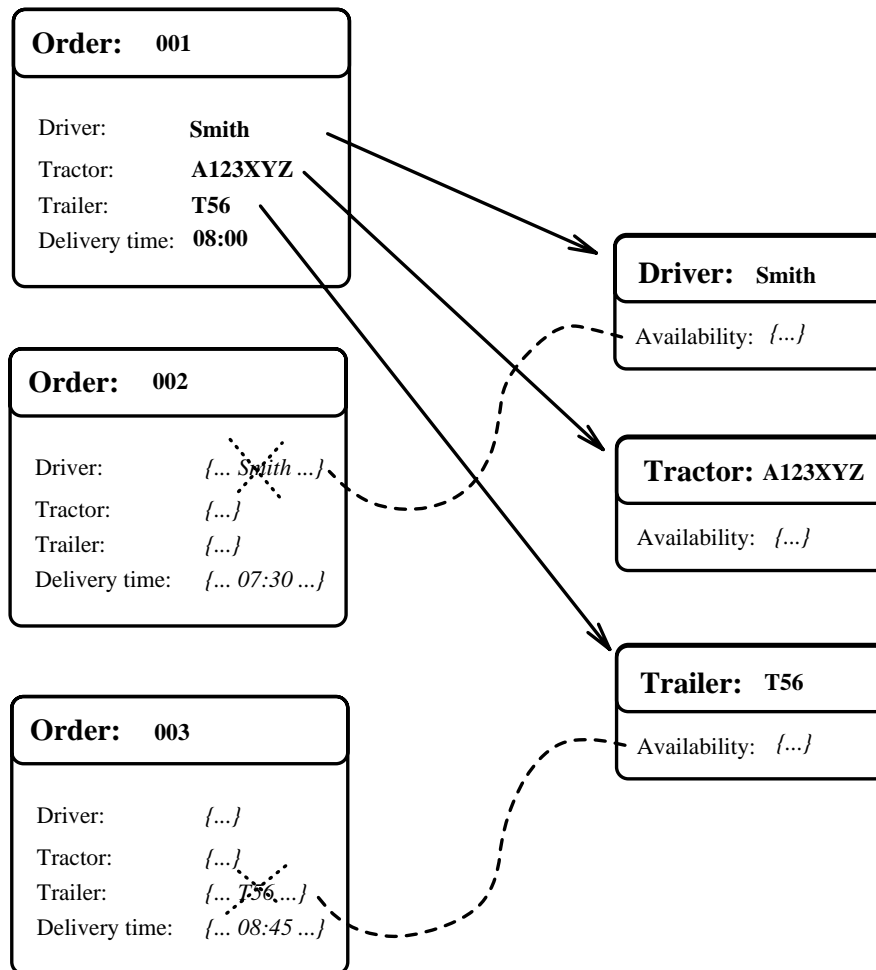 Order: 001
Driver: Smith
Tractor: A123XYZ
Trailer: T56
Delivery time: 08:00
Driver: Smith
Availability: {...}
Order: 002
Driver: {... Smith ...}
Tractor: {...}
Trailer: {...}
Delivery time: {... 07:30 ...}
Tractor: A123XYZ
Availability: {...}
Trailer: T56
Availability: {...}
Order: 003
Driver: {...}
Tractor: {...}
Trailer: {... T56 ...}
Delivery time: {... 08:45 ...}